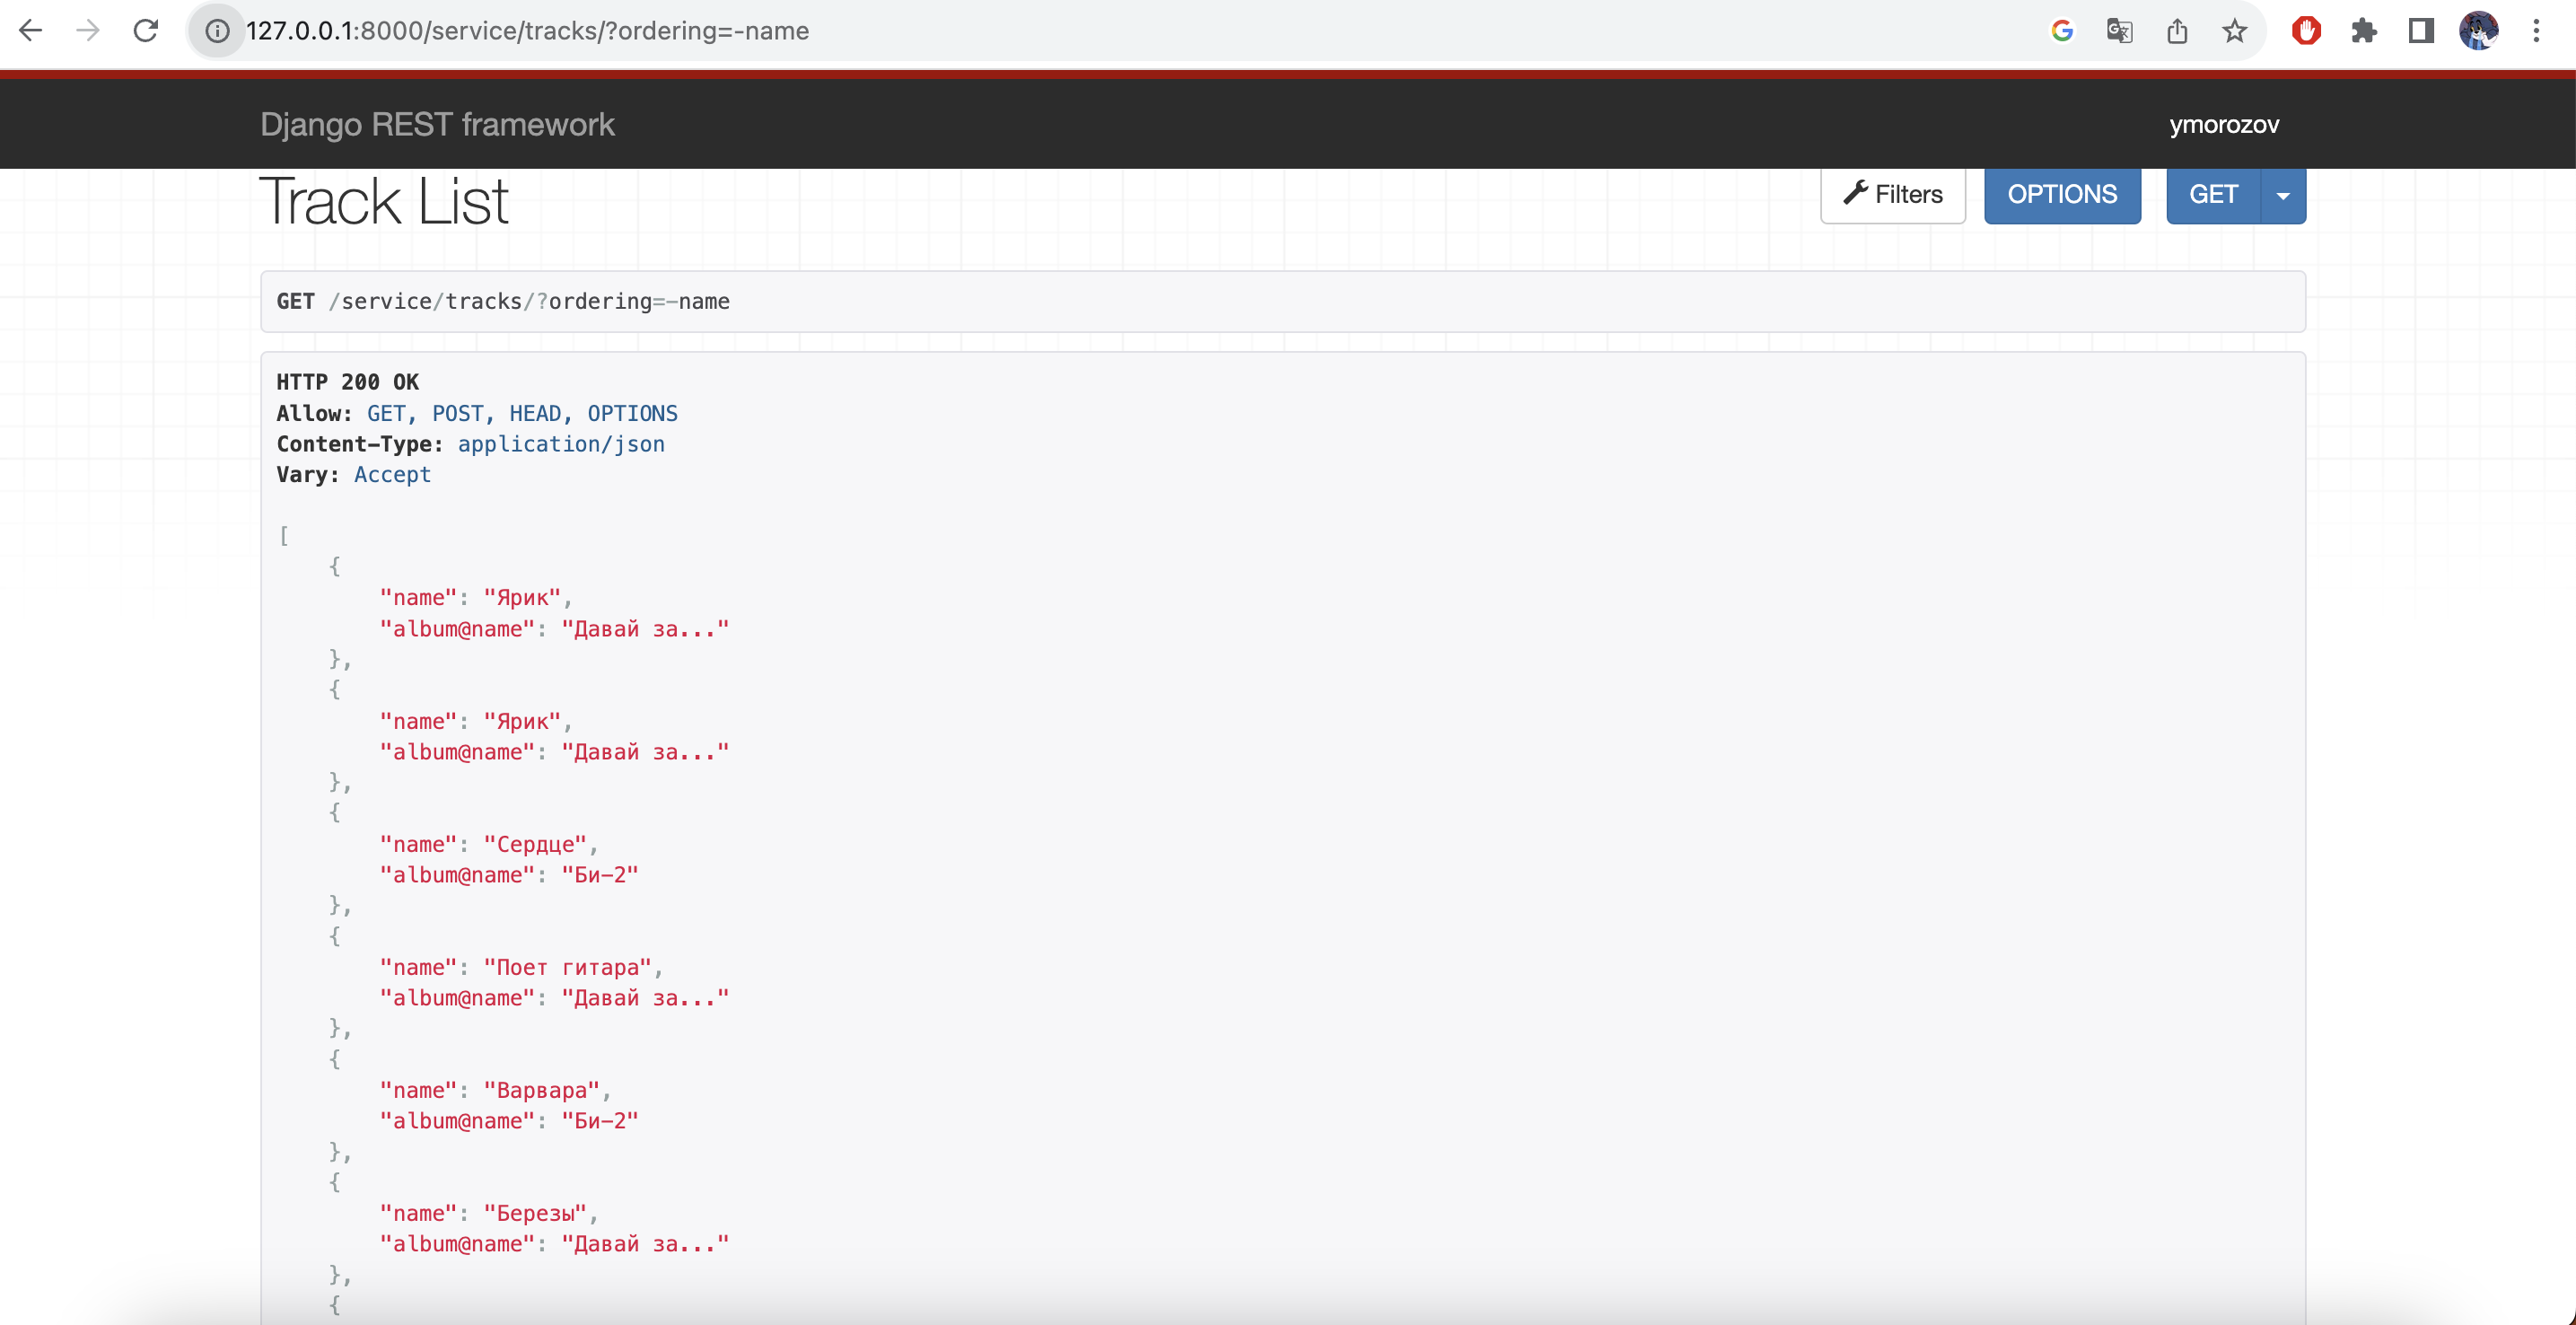 127.0.0.1:8000/service/tracks/?ordering=-name
Django REST framework
ymorozov
Track List
Filters
OPTIONS
GET
GET /service/tracks/?ordering=-name
HTTP 200 OK
Allow: GET, POST, HEAD, OPTIONS
Content-Type: application/json
Vary: Accept
[
{
"name": "Ярик",
"album@name": "Давай за..."
},
{
"name": "Ярик",
"album@name": "Давай за..."
},
{
"name": "Сердце",
"album@name": "Би-2"
},
{
"name": "Поет гитара",
"album@name": "Давай за..."
},
{
"name": "Варвара",
"album@name": "Би-2"
},
{
"name": "Березы",
"album@name": "Давай за..."
},
{